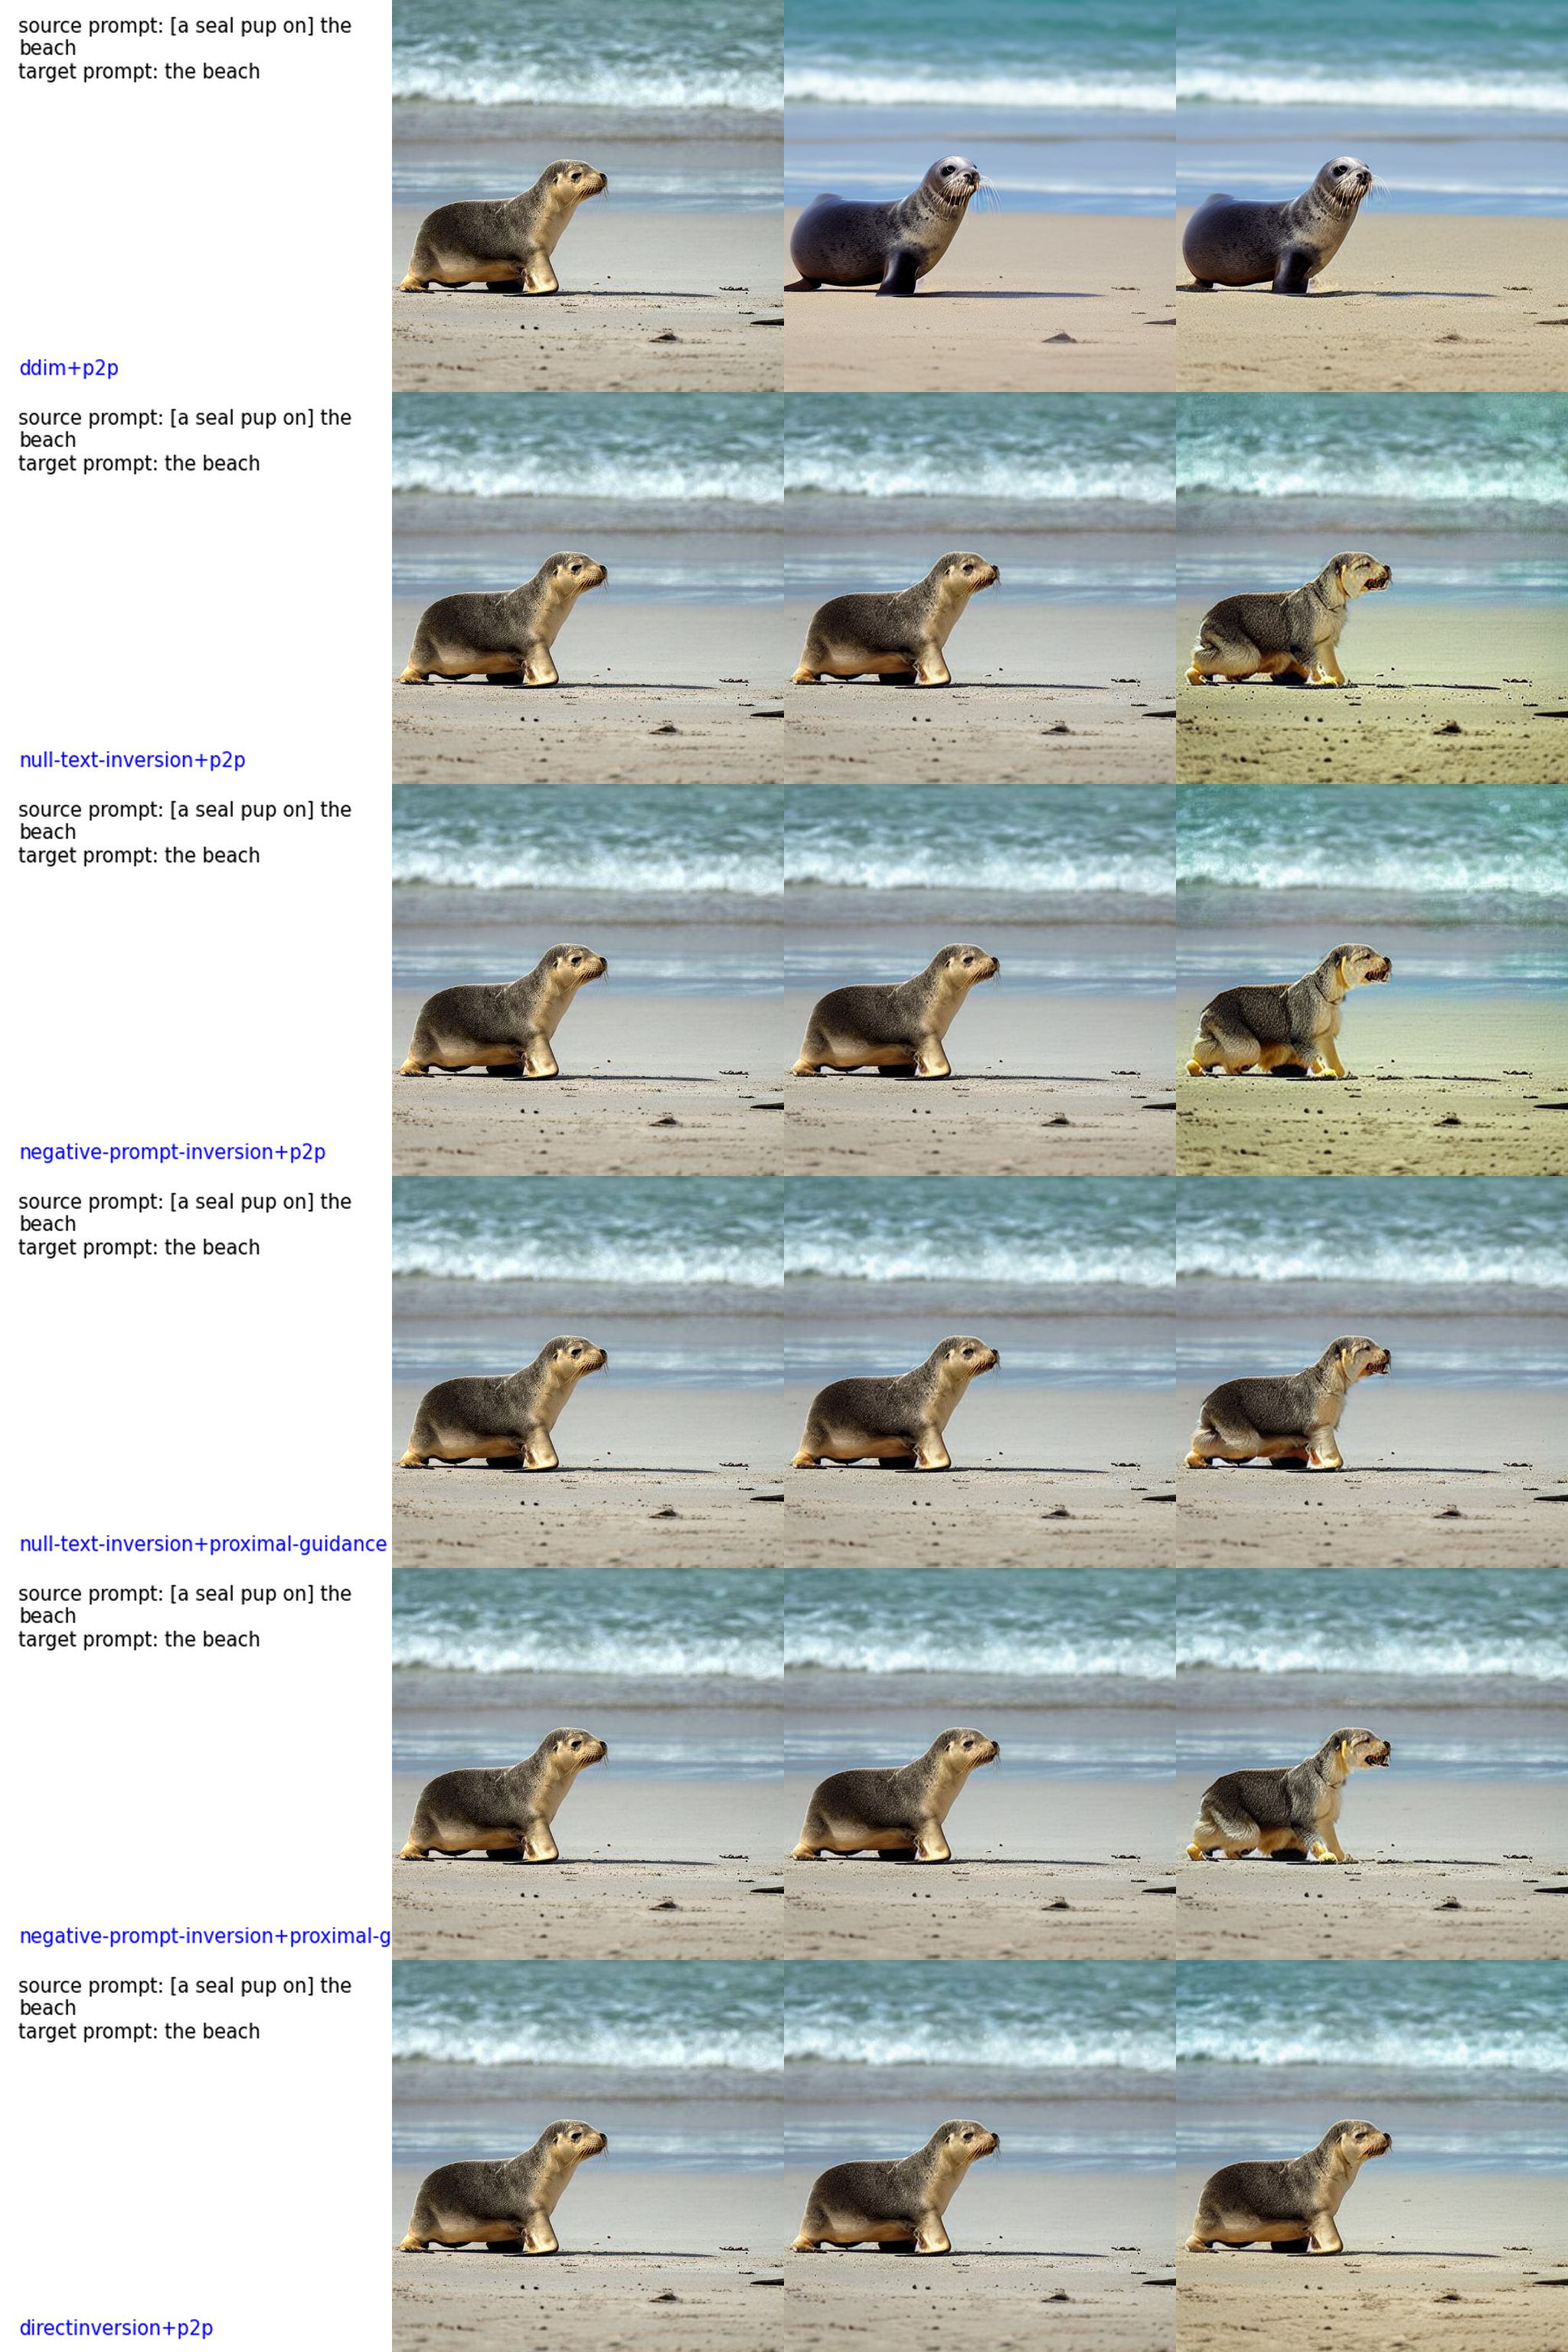 source prompt: [a seal pup on] the
beach
target prompt: the beach
ddim+p2p
source prompt: [a seal pup on] the
beach
target prompt: the beach
null-text-inversion+p2p
source prompt: [a seal pup on] the
beach
target prompt: the beach
negative-prompt-inversion+p2p
source prompt: [a seal pup on] the
beach
target prompt: the beach
null-text-inversion+proximal-guidance
source prompt: [a seal pup on] the
beach
target prompt: the beach
negative-prompt-inversion+proximal-g
source prompt: [a seal pup on] the
beach
target prompt: the beach
directinversion+p2p